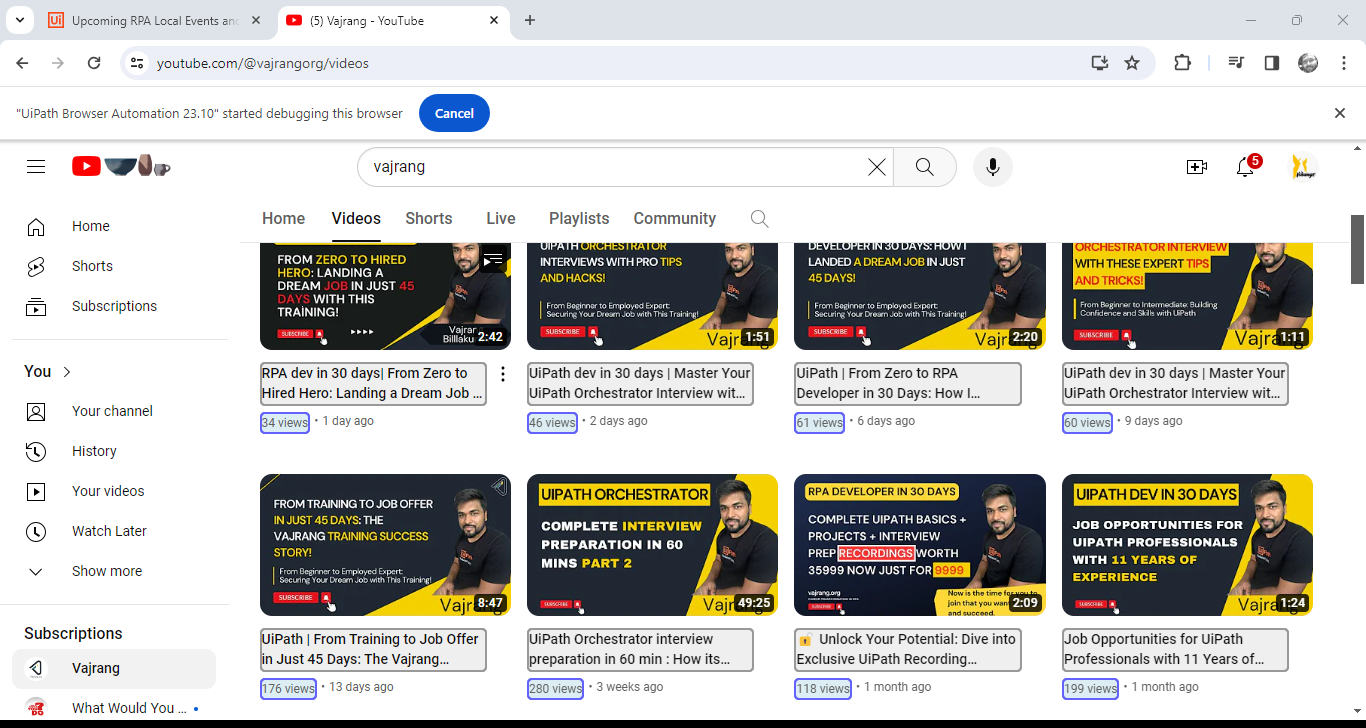 Upcoming RPA Local Events and
(5) Vajrang - YouTube
youtube.com/@vajrangorg/videos
"UiPath Browser Automation 23.10" started debugging this browser
Cancel
vajrang
5
Home
Videos
Shorts
Live
Playlists
Community
Home
Shorts
Subscriptions
You
Your channel
History
Your videos
Watch Later
Show more
Subscriptions
Vajrang
What Would You ...
FROM ZERO TO HIRED
HERO: LANDING A
DREAM JOB IN JUST 45
DAYS WITH THIS
TRAINING!
SUBSCRIBE
Vajrar
Billlaku
2:42
UIPATH ORCHESTRATOR
INTERVIEWS WITH PRO TIPS
AND HACKS!
From Beginner to Employed Expert:
Securing Your Dream Job with This Training!
SUBSCRIBE
1:51
DEVELOPER IN 30 DAYS: HOW I
LANDED A DREAM JOB IN JUST
45 DAYS!
From Beginner to Employed Expert:
Securing Your Dream Job with This Training!
SUBSCRIBE
2:20
ORCHESTRATOR INTERVIEW
WITH THESE EXPERT TIPS
AND TRICKS!
From Beginner to Intermediate: Building
Confidence and Skills with UiPath
SUBSCRIBE
1:11
RPA dev in 30 days| From Zero to
Hired Hero: Landing a Dream Job ...
34 views • 1 day ago
UiPath dev in 30 days | Master Your
UiPath Orchestrator Interview wit...
46 views • 2 days ago
UiPath | From Zero to RPA
Developer in 30 Days: How I...
61 views • 6 days ago
UiPath dev in 30 days | Master Your
UiPath Orchestrator Interview wit...
60 views • 9 days ago
FROM TRAINING TO JOB OFFER
IN JUST 45 DAYS: THE
VAJRANG TRAINING SUCCESS
STORY!
From Beginner to Employed Expert:
Securing Your Dream Job with This Training!
SUBSCRIBE
8:47
UIPATH ORCHESTRATOR
COMPLETE INTERVIEW
PREPARATION IN 60
MINS PART 2
SUBSCRIBE
49:25
RPA DEVELOPER IN 30 DAYS
COMPLETE UIPATH BASICS +
PROJECTS + INTERVIEW
PREP RECORDINGS WORTH
35999 NOW JUST FOR 9999
vajrang.org
SUBSCRIBE
Now is the time for you to
join that you want
and succeed.
2:09
UIPATH DEV IN 30 DAYS
JOB OPPORTUNITIES FOR
UIPATH PROFESSIONALS
WITH 11 YEARS OF
EXPERIENCE
SUBSCRIBE
1:24
UiPath | From Training to Job Offer
in Just 45 Days: The Vajrang...
176 views • 13 days ago
UiPath Orchestrator interview
preparation in 60 min : How its...
280 views • 3 weeks ago
🔓 Unlock Your Potential: Dive into
Exclusive UiPath Recording...
118 views • 1 month ago
Job Opportunities for UiPath
Professionals with 11 Years of...
199 views • 1 month ago